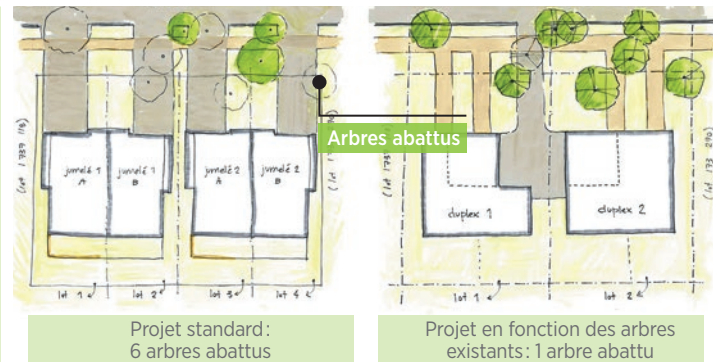 Arbres abattus
jumelé 1
A
jumelé 1
B
jumelé 2
A
jumelé 2
B
duplex 1
duplex 2
lot 1
lot 2
lot 3
lot 4
lot 1
lot 2
Projet standard :
6 arbres abattus
Projet en fonction des arbres
existants : 1 arbre abattu